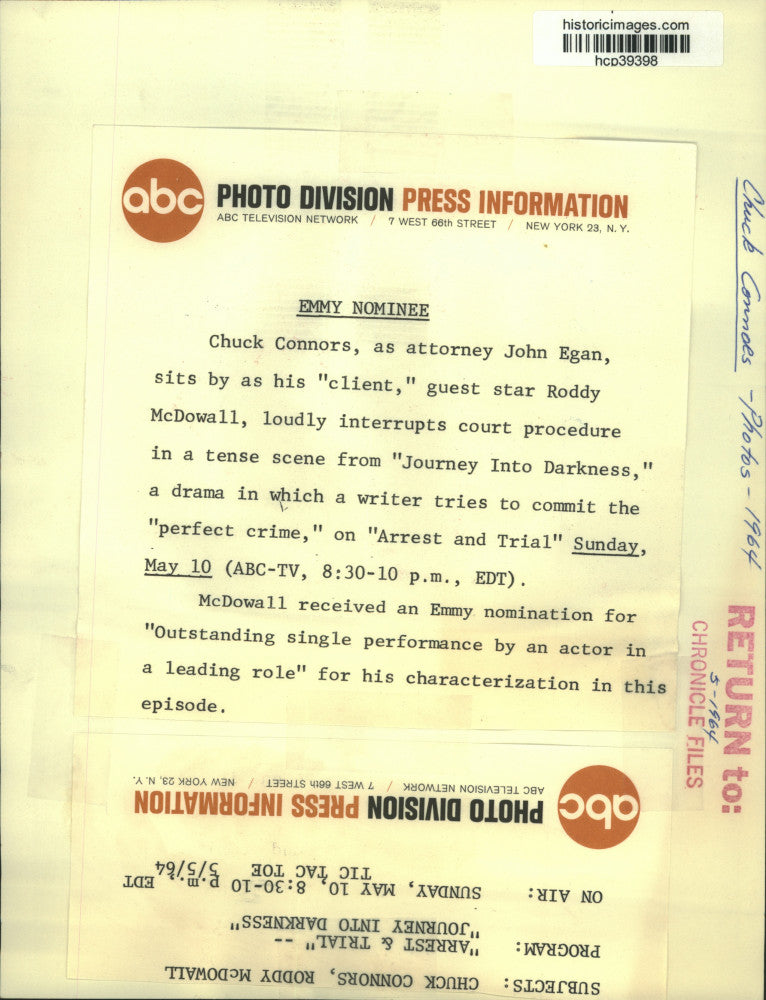 historicimages.com
hcp39398
abc PHOTO DIVISION PRESS INFORMATION
ABC TELEVISION NETWORK / 7 WEST 66th STREET / NEW YORK 23, N. Y.
EMMY NOMINEE
Chuck Connors, as attorney John Egan,
sits by as his "client," guest star Roddy
McDowall, loudly interrupts court procedure
in a tense scene from "Journey Into Darkness,"
a drama in which a writer tries to commit the
"perfect crime," on "Arrest and Trial" Sunday,
May 10 (ABC-TV, 8:30-10 p.m., EDT).
McDowall received an Emmy nomination for
"Outstanding single performance by an actor in
a leading role" for his characterization in this
episode.
Chuck Connors - Photos - 1964
RETURN to:
5-1964
CHRONICLE FILES
abc PHOTO DIVISION PRESS INFORMATION
ABC TELEVISION NETWORK / 7 WEST 66th STREET / NEW YORK 23, N. Y.
SUBJECTS: CHUCK CONNORS, RODDY McDOWALL
PROGRAM: "ARREST & TRIAL" --
"JOURNEY INTO DARKNESS"
ON AIR: SUNDAY, MAY 10, 8:30-10 p.m. EDT
TIC TAC TOE 5/5/64